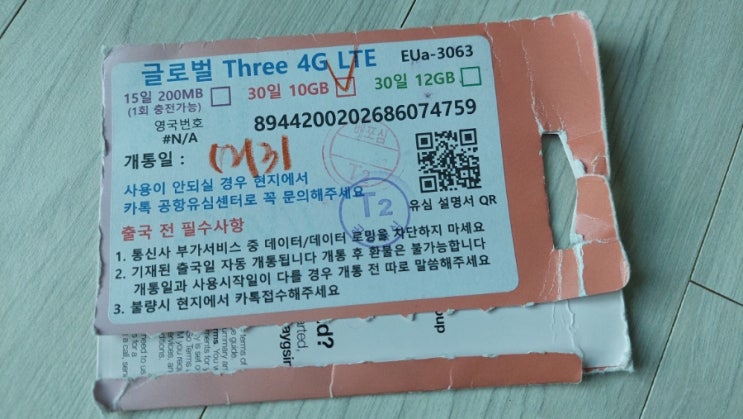 글로벌 Three 4G LTE EUa-3063
15일 200MB 30일 10GB 30일 12GB
(1회 충전가능)
영국번호
#N/A
8944200202686074759
개통일 :
사용이 안되실 경우 현지에서
카톡 공항유심센터로 꼭 문의해주세요
T2
유심 설명서 QR
출국 전 필수사항
1. 통신사 부가서비스 중 데이터/데이터 로밍을 차단하지 마세요
2. 기재된 출국일 자동 개통됩니다 개통 후 환불은 불가능합니다
개통일과 사용시작일이 다를 경우 개통 전 따로 말씀해주세요
3. 불량시 현지에서 카톡접수해주세요